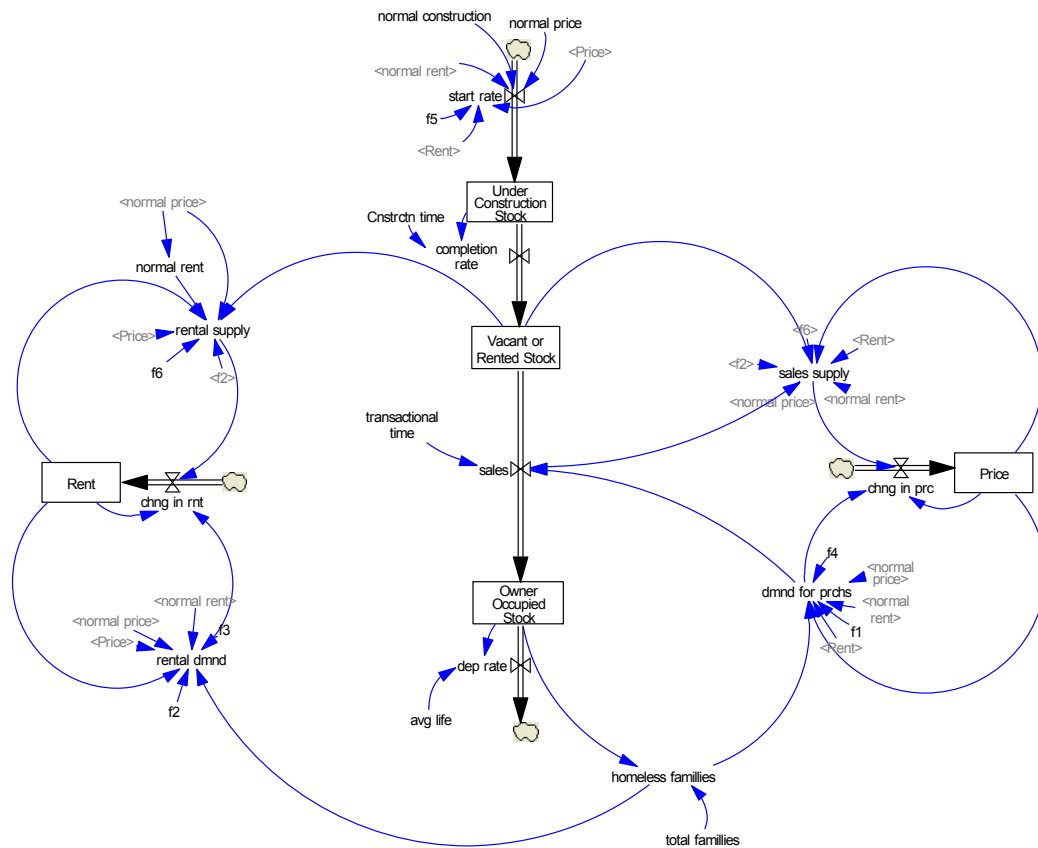 normal construction
normal price
<Price>
<normal rent>
start rate
f5
<Rent>
Under
Construction
Stock
Cnstrctn time
completion
rate
<normal price>
normal rent
<Price>
rental supply
f6
<f2>
Vacant or
Rented Stock
<f6>
<Rent>
<f2>
sales supply
<normal price>
<normal rent>
transactional
time
sales
Rent
chng in rnt
chng in prc
Price
Owner
Occupied
Stock
f4
<normal
price>
dmnd for prchs
<normal
rent>
f1
<Rent>
<normal rent>
<normal price>
f3
<Price>
rental dmnd
f2
dep rate
avg life
homeless famillies
total famillies